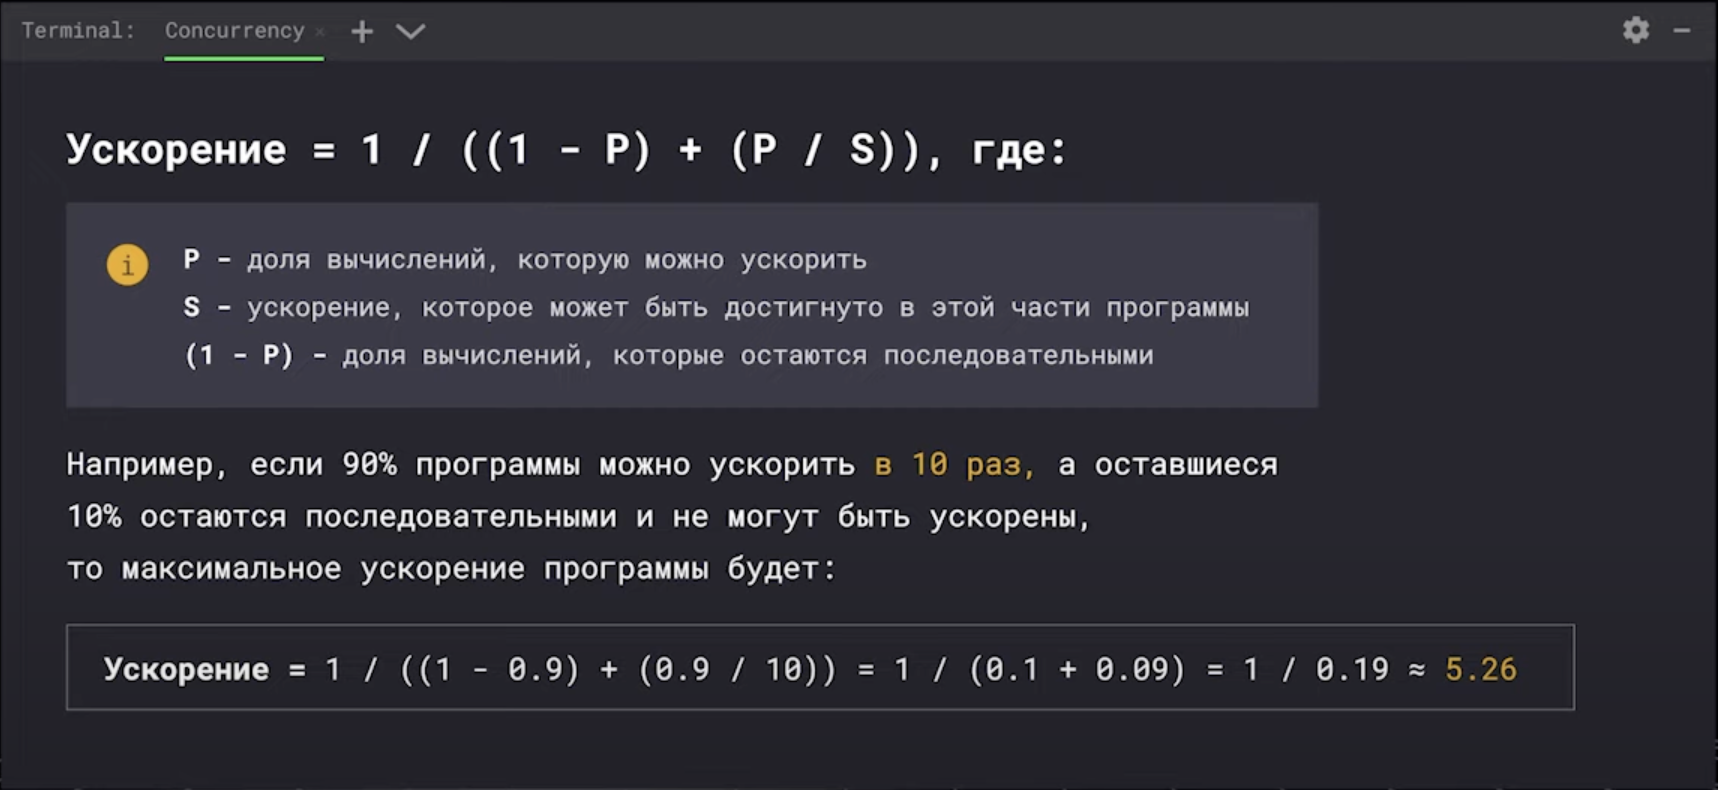 Terminal: Concurrency × +
Ускорение = 1 / ((1 - P) + (P / S)), где:
i
P - доля вычислений, которую можно ускорить
S - ускорение, которое может быть достигнуто в этой части программы
(1 - P) - доля вычислений, которые остаются последовательными
Например, если 90% программы можно ускорить в 10 раз, а оставшиеся
10% остаются последовательными и не могут быть ускорены,
то максимальное ускорение программы будет:
Ускорение = 1 / ((1 - 0.9) + (0.9 / 10)) = 1 / (0.1 + 0.09) = 1 / 0.19 ≈ 5.26